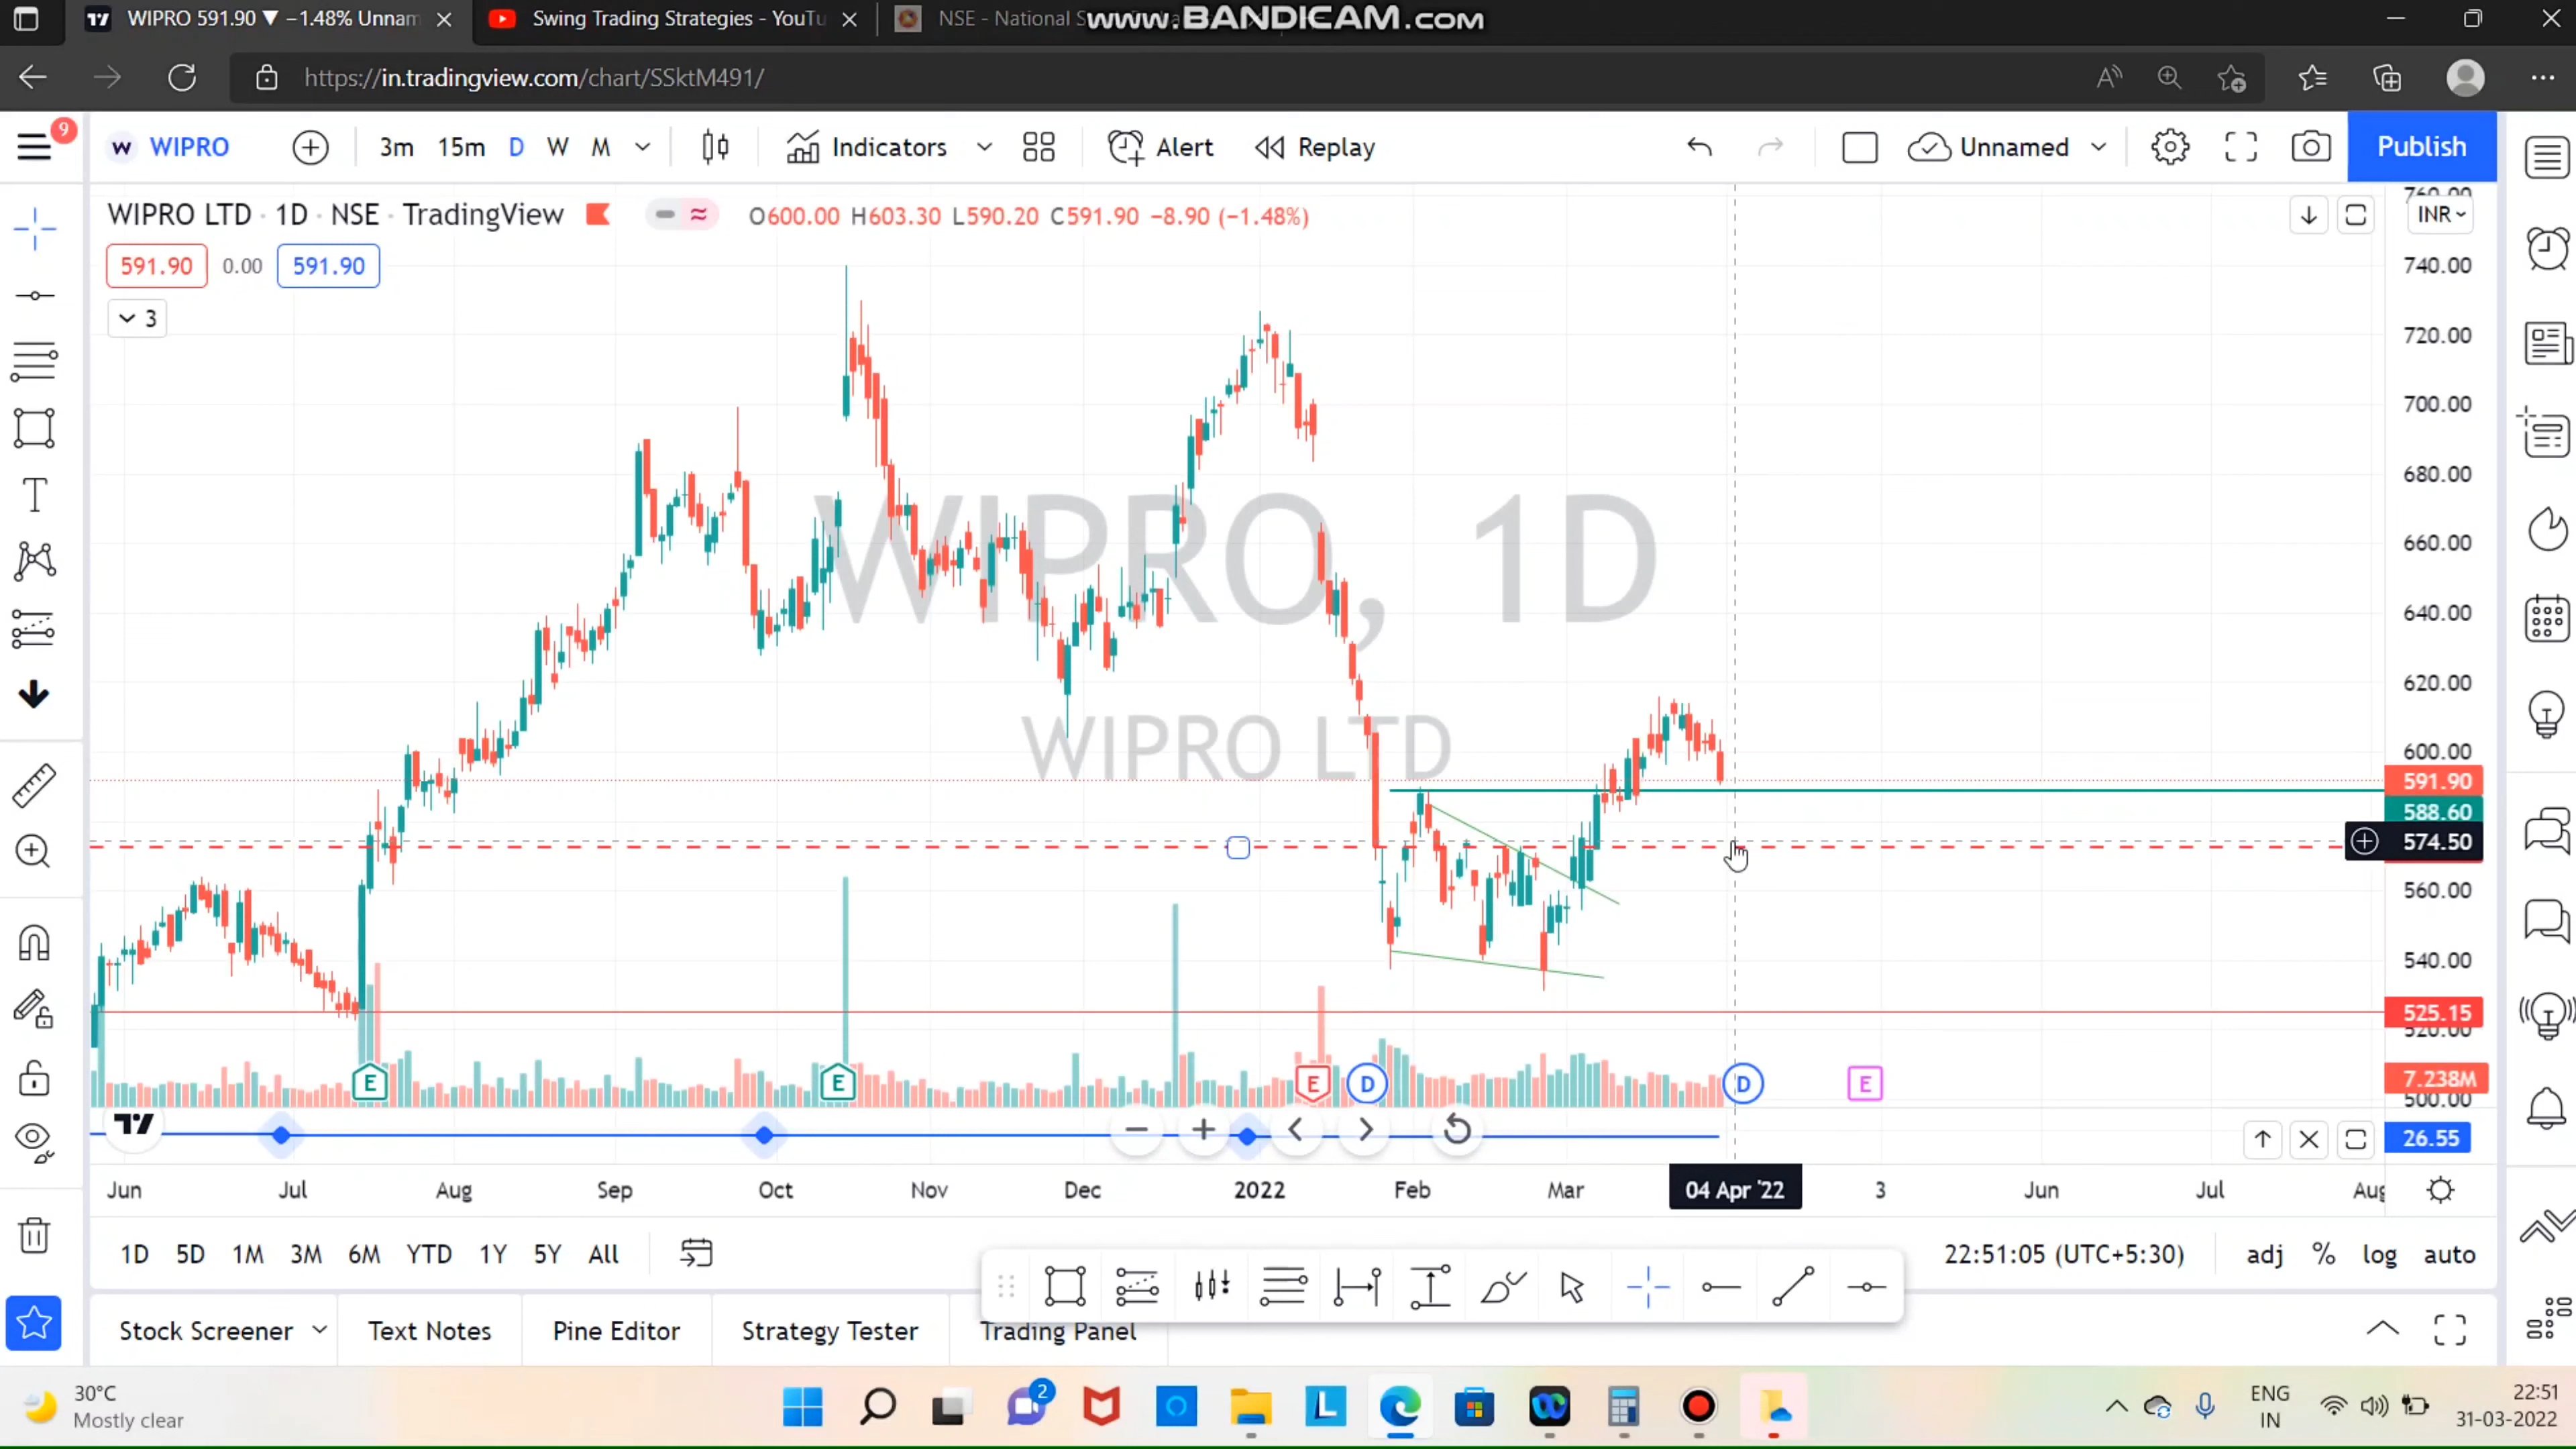 WIPRO 591.90 ▼ −1.48% Unnam
Swing Trading Strategies - YouTu
NSE - National S
www.BANDICAM.com
https://in.tradingview.com/chart/SSktM491/
9
WIPRO
3m 15m D W M
Indicators
Alert
Replay
Unnamed
Publish
WIPRO LTD · 1D · NSE · TradingView
O600.00 H603.30 L590.20 C591.90 −8.90 (−1.48%)
INR
591.90 0.00 591.90
3
WIPRO, 1D
WIPRO LTD
760.00
740.00
720.00
700.00
680.00
660.00
640.00
620.00
600.00
591.90
588.60
574.50
560.00
540.00
525.15
520.00
7.238M
500.00
26.55
E E E D D E
Jun Jul Aug Sep Oct Nov Dec 2022 Feb Mar 04 Apr '22 3 Jun Jul Aug
1D 5D 1M 3M 6M YTD 1Y 5Y All
22:51:05 (UTC+5:30) adj % log auto
Stock Screener Text Notes Pine Editor Strategy Tester Trading Panel
30°C
Mostly clear
2
L
ENG
IN
22:51
31-03-2022